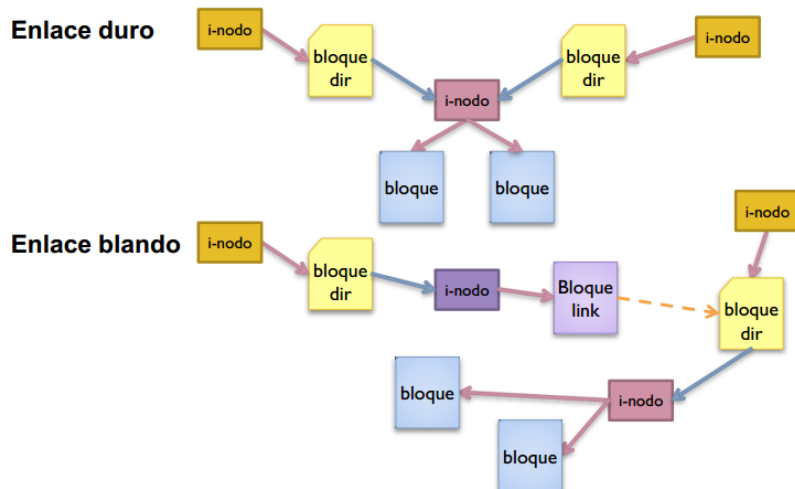 Enlace duro
i-nodo
bloque
dir
i-nodo
bloque
dir
i-nodo
bloque
bloque
Enlace blando
i-nodo
bloque
dir
i-nodo
Bloque
link
i-nodo
bloque
dir
i-nodo
bloque
bloque